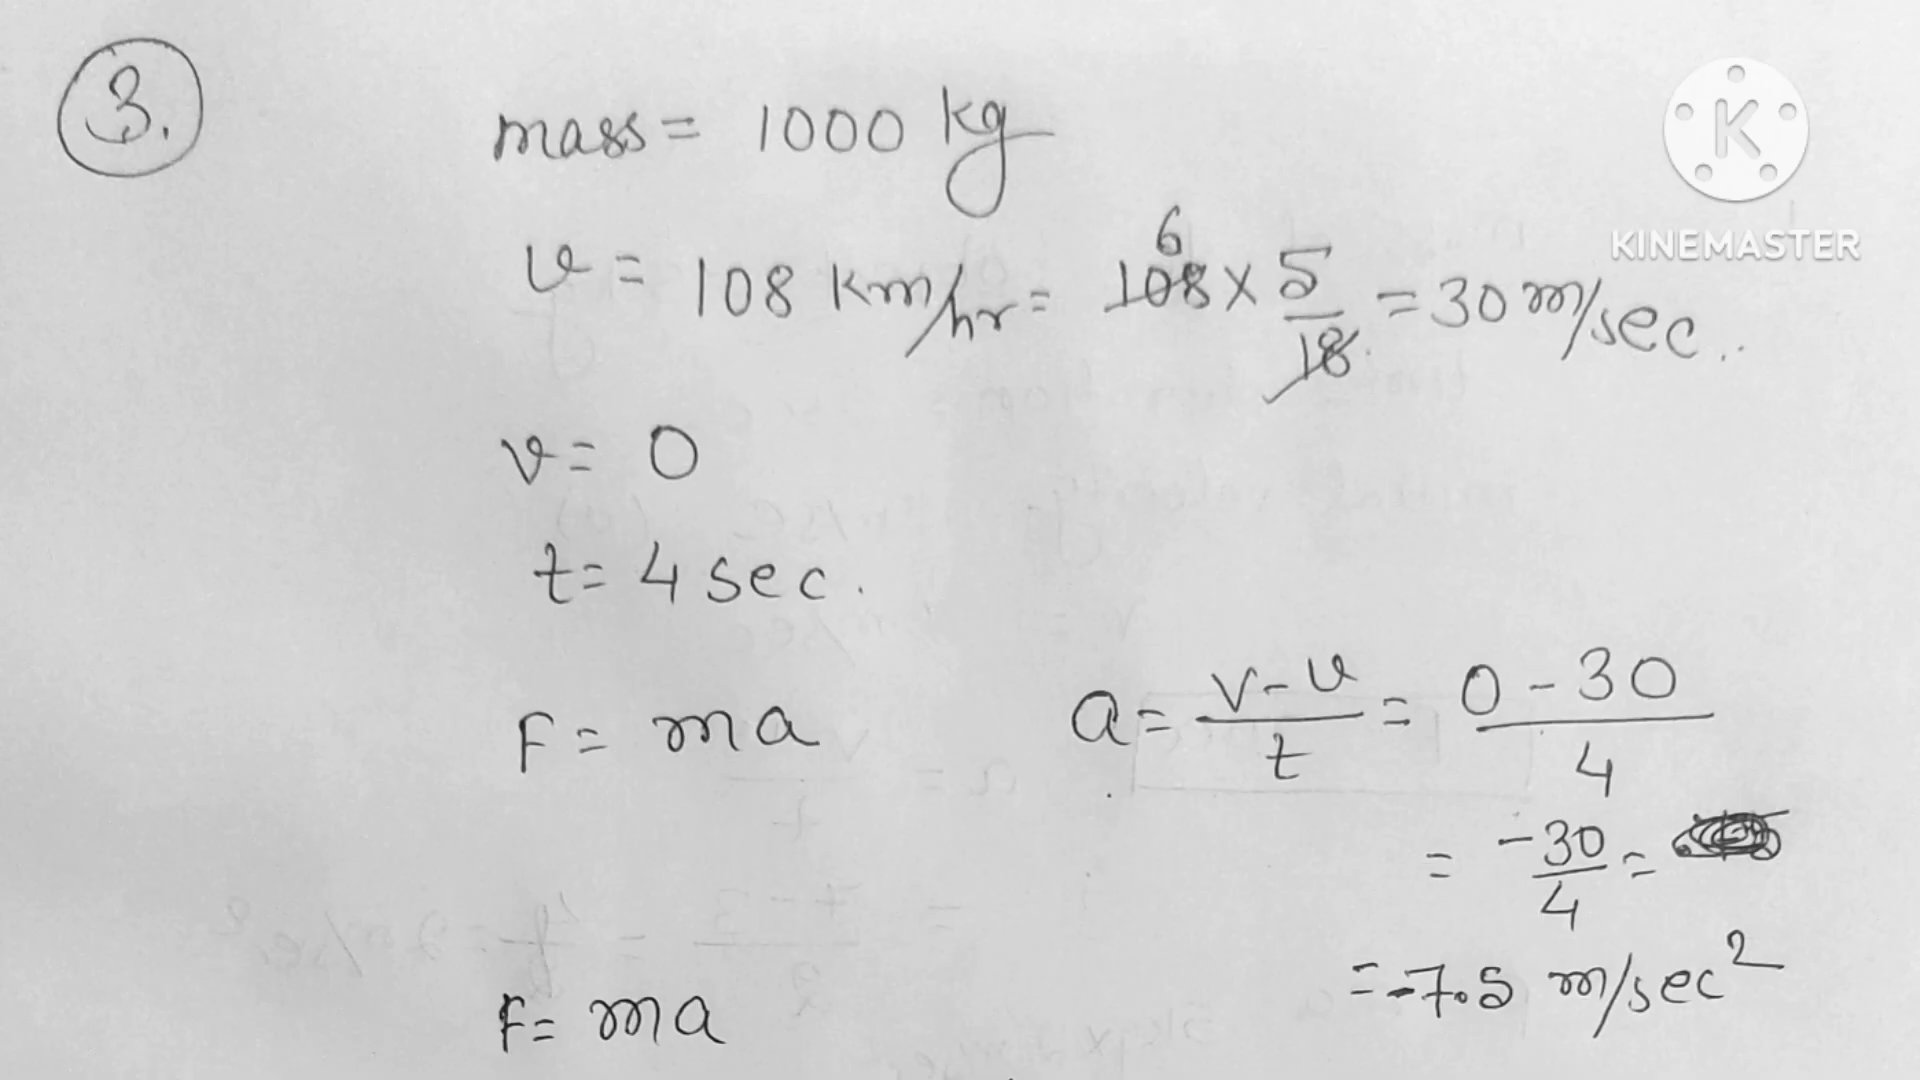 3.
mass = 1000 kg
u = 108 km/hr = 108 × 5/18 = 30 m/sec..
6
v = 0
t = 4 sec.
F = ma
a = v-u/t = 0-30/4
= -30/4 =
= -7.5 m/sec²
F = ma
K
KINEMASTER